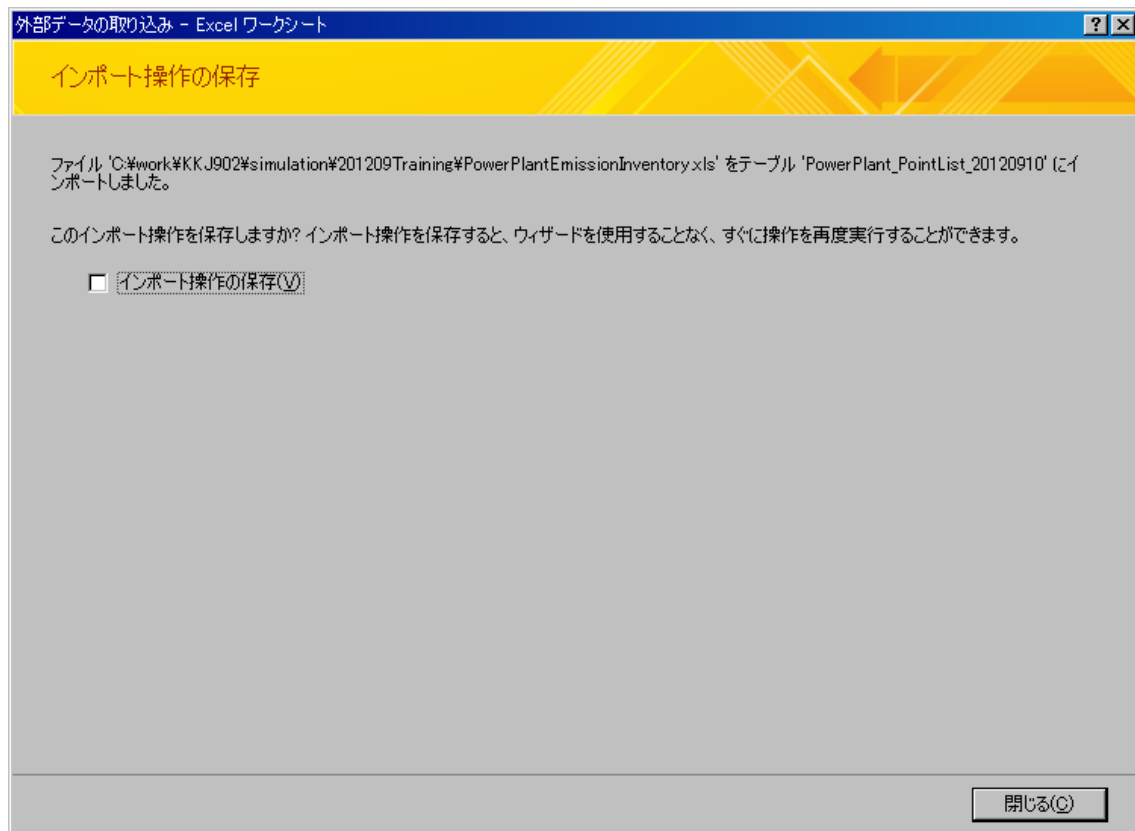 外部データの取り込み - Excel ワークシート
インポート操作の保存
ファイル 'C:¥work¥KKJ902¥simulation¥201209Training¥PowerPlantEmissionInventory.xls' をテーブル 'PowerPlant_PointList_20120910' にイ
ンポートしました。
このインポート操作を保存しますか? インポート操作を保存すると、ウィザードを使用することなく、すぐに操作を再度実行することができます。
インポート操作の保存(V)
閉じる(C)